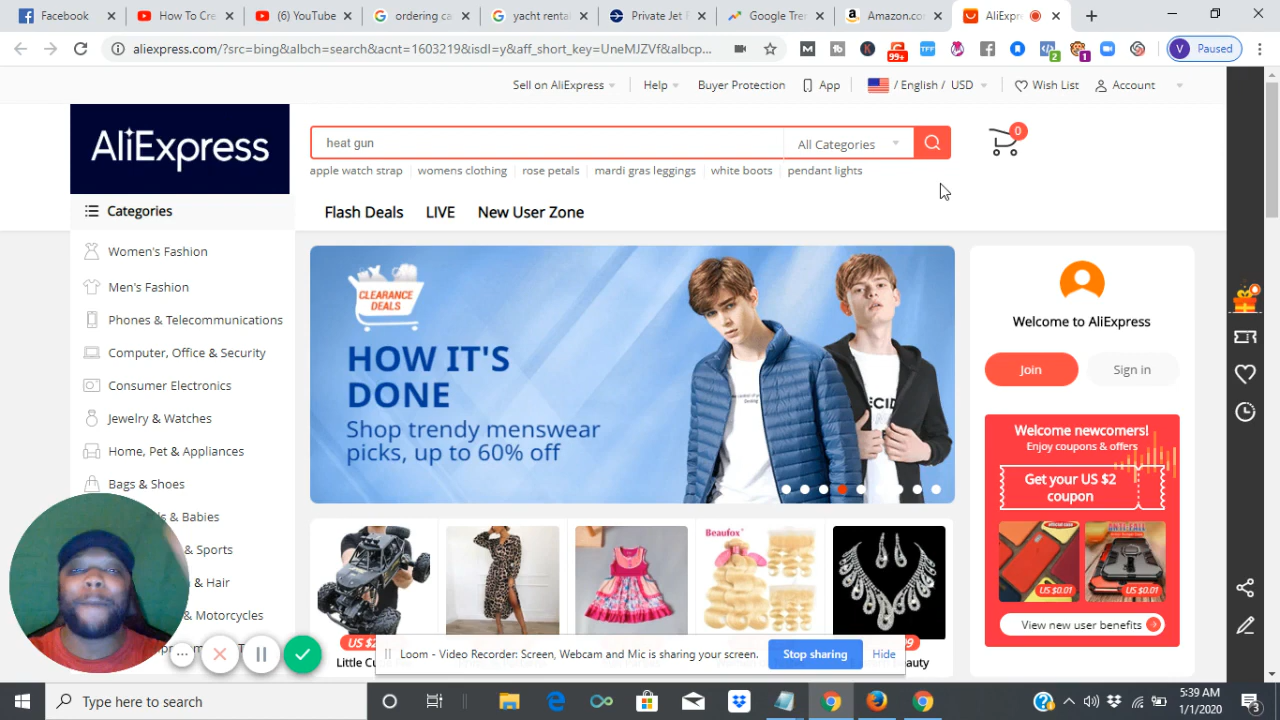 Facebook
How To Cre
(6) YouTube
ordering ca
yacht renta
Private Jet F
Google Tre
Amazon.co
AliExpr
aliexpress.com/?src=bing&albch=search&acnt=1603219&isdl=y&aff_short_key=UneMJZVf&albcp...
99+
TFF
2
1
V
Paused
Sell on AliExpress
Help
Buyer Protection
App
/ English / USD
Wish List
Account
AliExpress
heat gun
All Categories
0
apple watch strap
womens clothing
rose petals
mardi gras leggings
white boots
pendant lights
Categories
Flash Deals
LIVE
New User Zone
Women's Fashion
Men's Fashion
Phones & Telecommunications
Computer, Office & Security
Consumer Electronics
Jewelry & Watches
Home, Pet & Appliances
Bags & Shoes
& Babies
& Sports
& Hair
& Motorcycles
CLEARANCE
DEALS
HOW IT'S
DONE
Shop trendy menswear
picks, up to 60% off
Welcome to AliExpress
Join
Sign in
Welcome newcomers!
Enjoy coupons & offers
Get your US $2
coupon
ANTI-FALL
US $0.01
US $0.01
View new user benefits
Beaufox
US $2
Little Cu
Loom - Video Recorder: Screen, Webcam and Mic is sharing your screen.
Stop sharing
Hide
9
auty
Type here to search
5:39 AM
1/1/2020
3